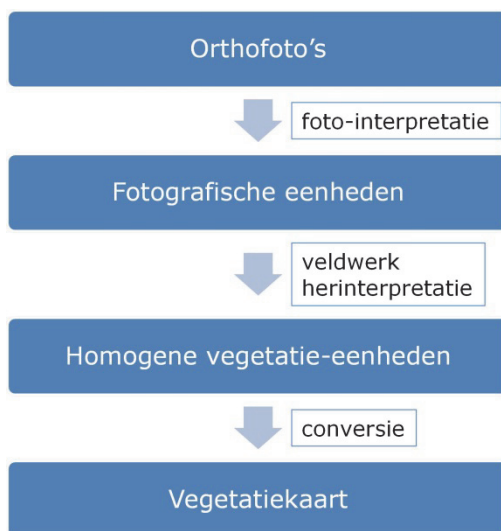 Orthofoto’s
foto-interpretatie
Fotografische eenheden
veldwerk
herinterpretatie
Homogene vegetatie-eenheden
conversie
Vegetatiekaart